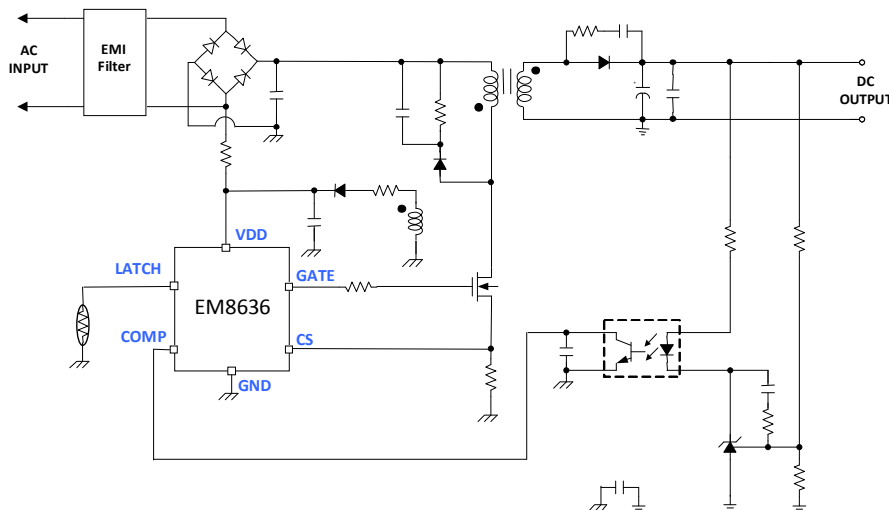 AC
INPUT
EMI
Filter
DC
OUTPUT
VDD
LATCH
GATE
EM8636
COMP
CS
GND
+